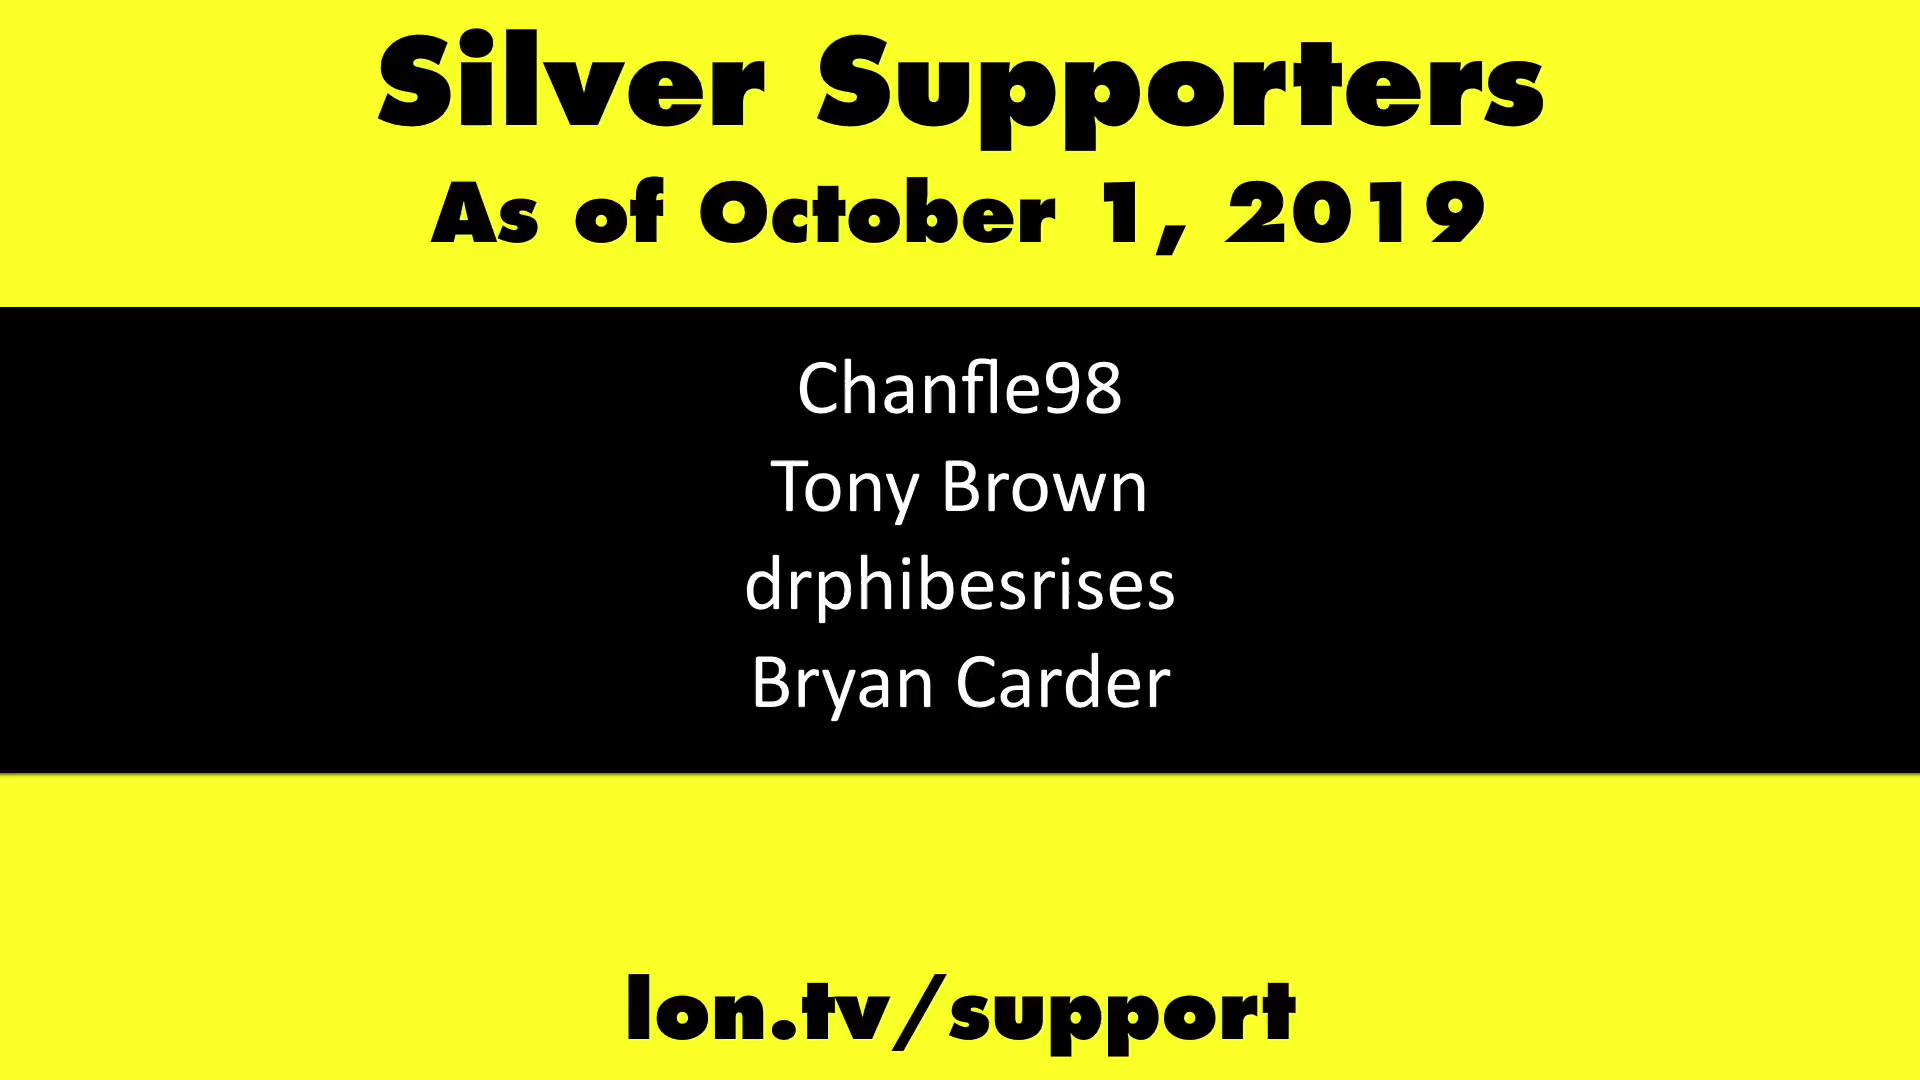 Silver Supporters
As of October 1, 2019
Chanfle98
Tony Brown
drphibesrises
Bryan Carder
lon.tv/support